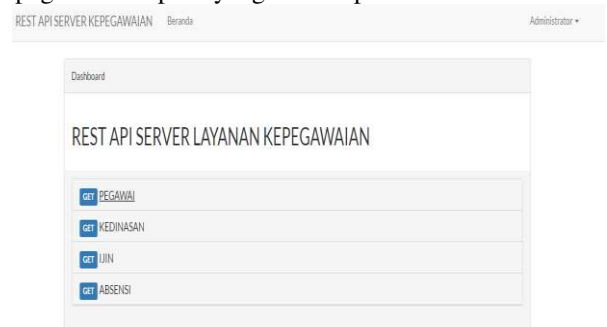 REST API SERVER KEPEGAWAIAN Beranda Administrator
Dashboard
REST API SERVER LAYANAN KEPEGAWAIAN
GET PEGAWAI
GET KEDINASAN
GET IJIN
GET ABSENSI